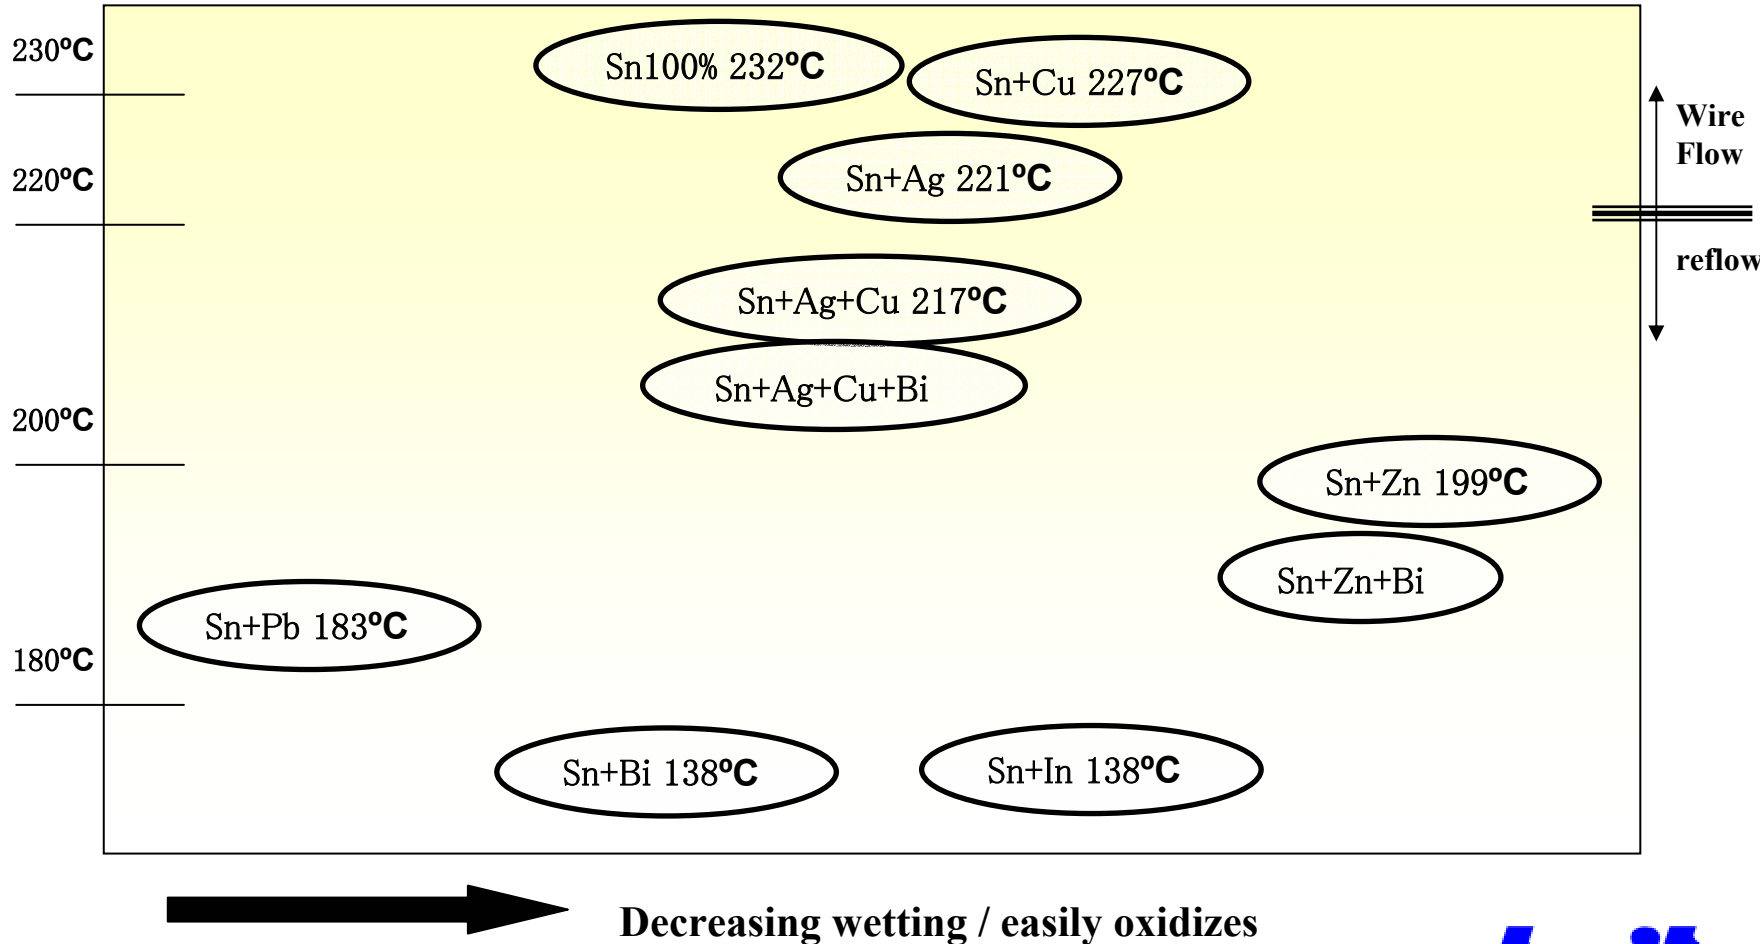 230ºC
Sn100% 232ºC
Sn+Cu 227ºC
Wire
Flow
220ºC
Sn+Ag 221ºC
reflow
Sn+Ag+Cu 217ºC
Sn+Ag+Cu+Bi
200ºC
Sn+Zn 199ºC
Sn+Zn+Bi
Sn+Pb 183ºC
180ºC
Sn+Bi 138ºC
Sn+In 138ºC
Decreasing wetting / easily oxidizes